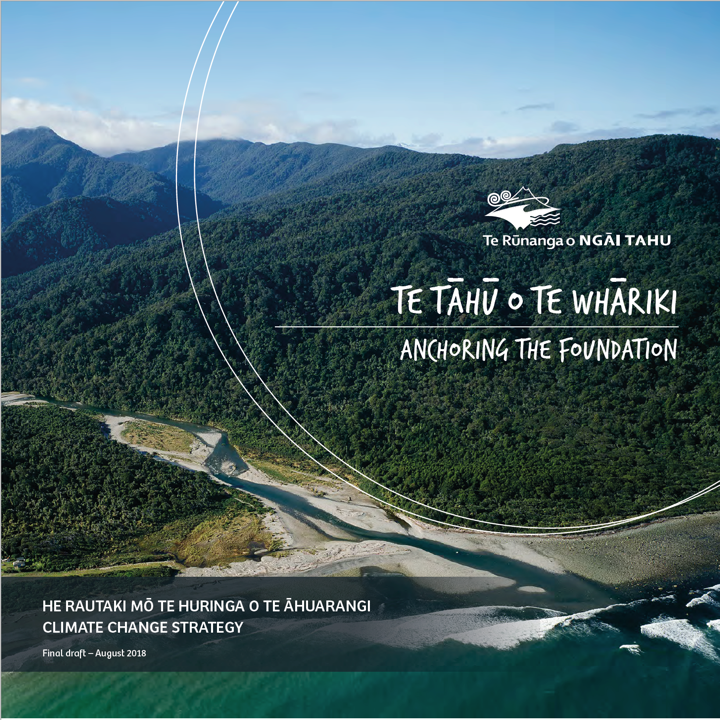 Te Rūnanga o NGĀI TAHU
TE TĀHŪ O TE WHĀRIKI
ANCHORING THE FOUNDATION
HE RAUTAKI MŌ TE HURINGA O TE ĀHUARANGI
CLIMATE CHANGE STRATEGY
Final draft – August 2018